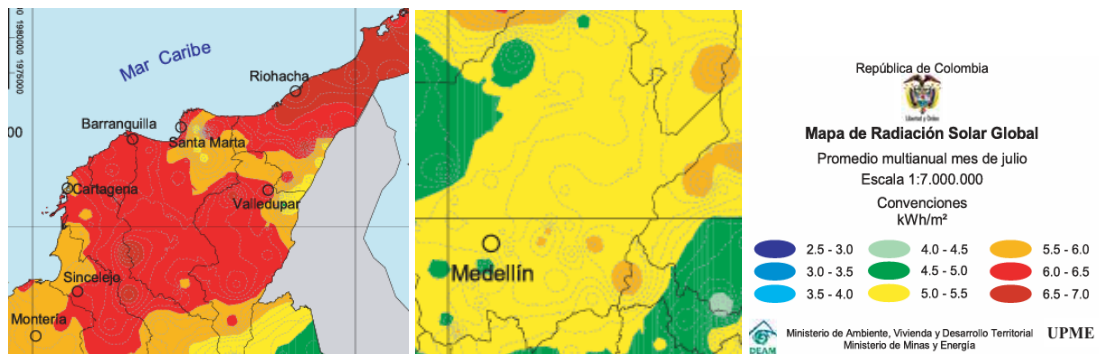 1980000
1975000
00
Mar Caribe
Riohacha
Barranquilla
Santa Marta
Cartagena
Valledupar
Sincelejo
Montería
Medellín
República de Colombia
Libertad y Orden
Mapa de Radiación Solar Global
Promedio multianual mes de julio
Escala 1:7.000.000
Convenciones
kWh/m²
2.5 - 3.0
4.0 - 4.5
5.5 - 6.0
3.0 - 3.5
4.5 - 5.0
6.0 - 6.5
3.5 - 4.0
5.0 - 5.5
6.5 - 7.0
IDEAM
Ministerio de Ambiente, Vivienda y Desarrollo Territorial
Ministerio de Minas y Energía
UPME